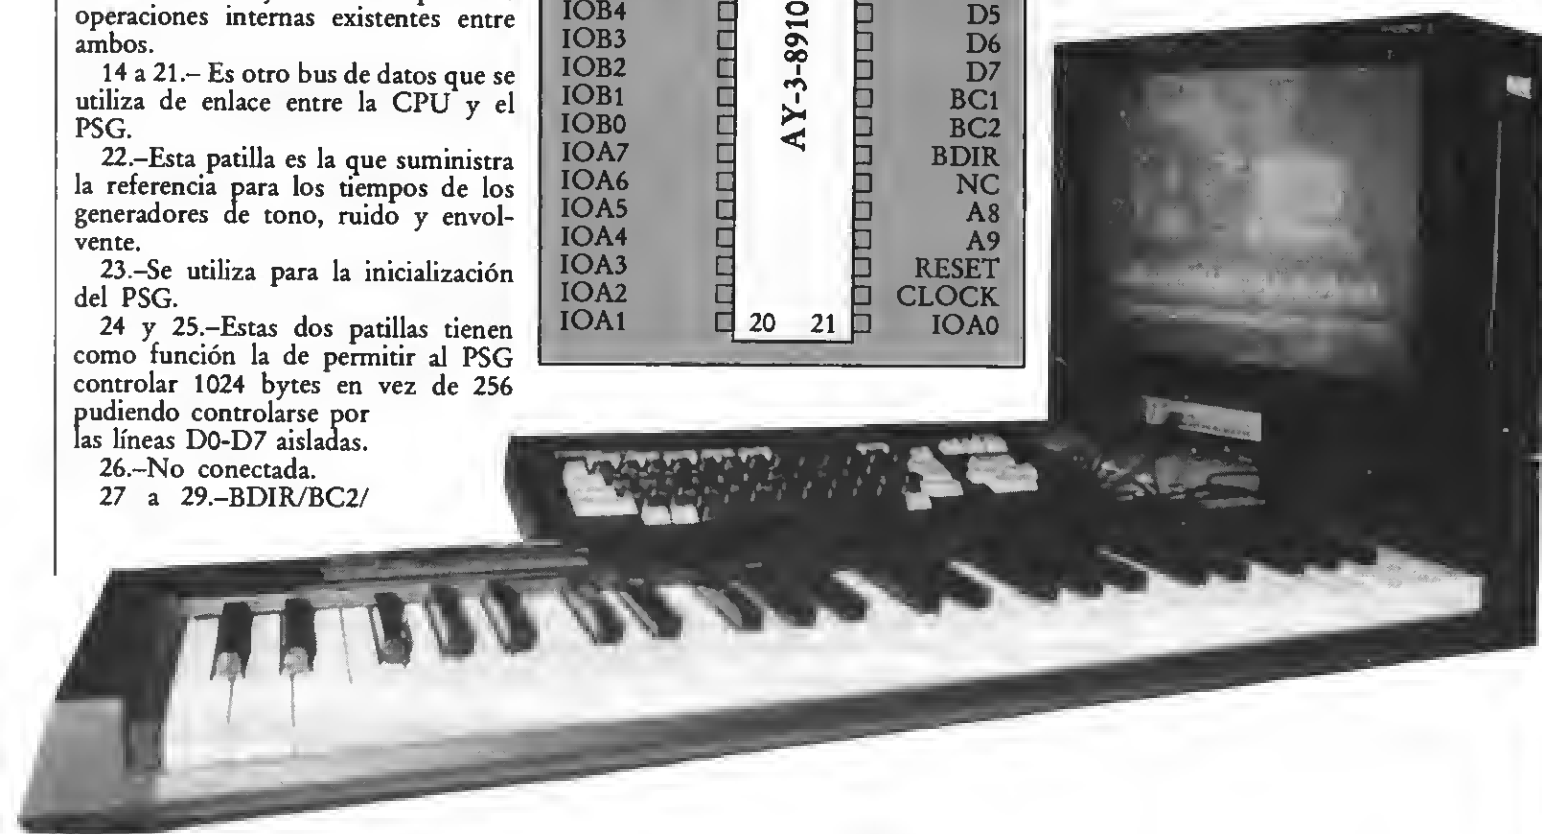 operaciones internas existentes entre
ambos.
14 a 21.– Es otro bus de datos que se
utiliza de enlace entre la CPU y el
PSG.
22.–Esta patilla es la que suministra
la referencia para los tiempos de los
generadores de tono, ruido y envol-
vente.
23.–Se utiliza para la inicialización
del PSG.
24 y 25.–Estas dos patillas tienen
como función la de permitir al PSG
controlar 1024 bytes en vez de 256
pudiendo controlarse por
las líneas D0-D7 aisladas.
26.–No conectada.
27 a 29.–BDIR/BC2/
IOB4
IOB3
IOB2
IOB1
IOB0
IOA7
IOA6
IOA5
IOA4
IOA3
IOA2
IOA1
AY-3-8910
20 21
D5
D6
D7
BC1
BC2
BDIR
NC
A8
A9
RESET
CLOCK
IOA0